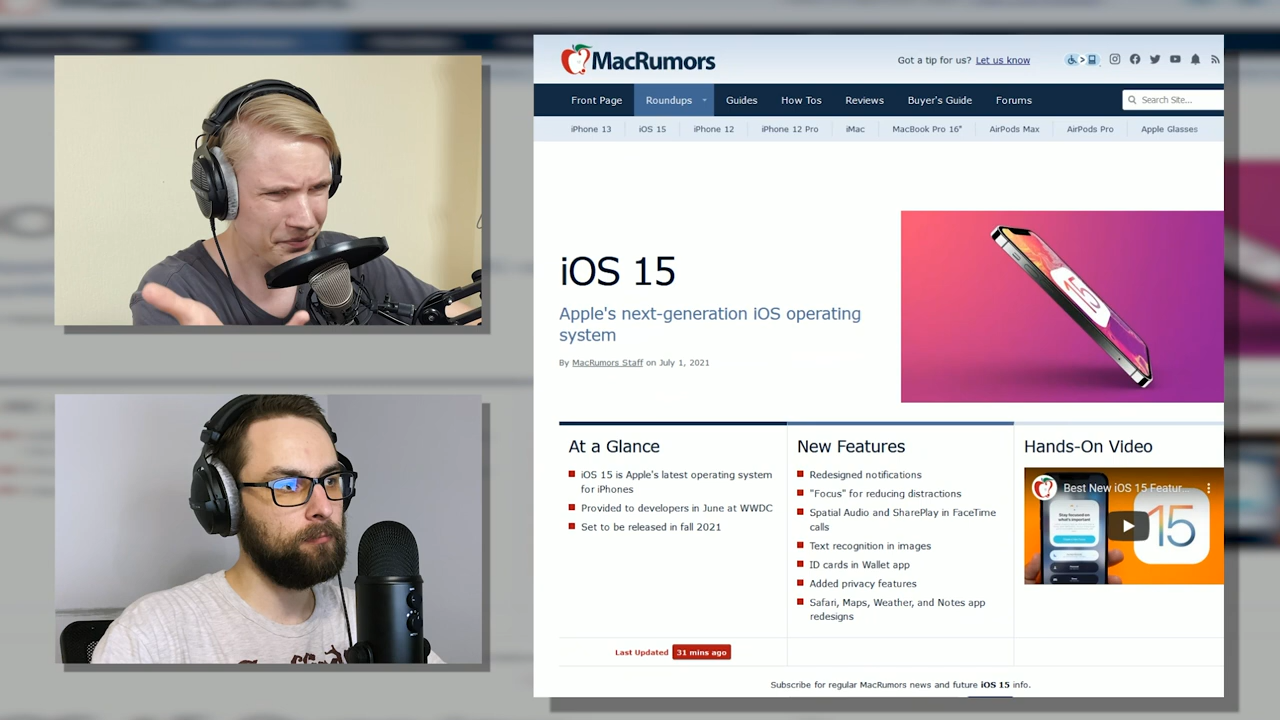 MacRumors
Got a tip for us? Let us know
Front Page Roundups Guides How Tos Reviews Buyer's Guide Forums
Search Site...
iPhone 13 iOS 15 iPhone 12 iPhone 12 Pro iMac MacBook Pro 16" AirPods Max AirPods Pro Apple Glasses
iOS 15
Apple's next-generation iOS operating
system
By MacRumors Staff on July 1, 2021
15
At a Glance
iOS 15 is Apple's latest operating system
for iPhones
Provided to developers in June at WWDC
Set to be released in fall 2021
Last Updated 31 mins ago
New Features
Redesigned notifications
"Focus" for reducing distractions
Spatial Audio and SharePlay in FaceTime
calls
Text recognition in images
ID cards in Wallet app
Added privacy features
Safari, Maps, Weather, and Notes app
redesigns
Hands-On Video
Best New iOS 15 Featur...
15
Subscribe for regular MacRumors news and future iOS 15 info.